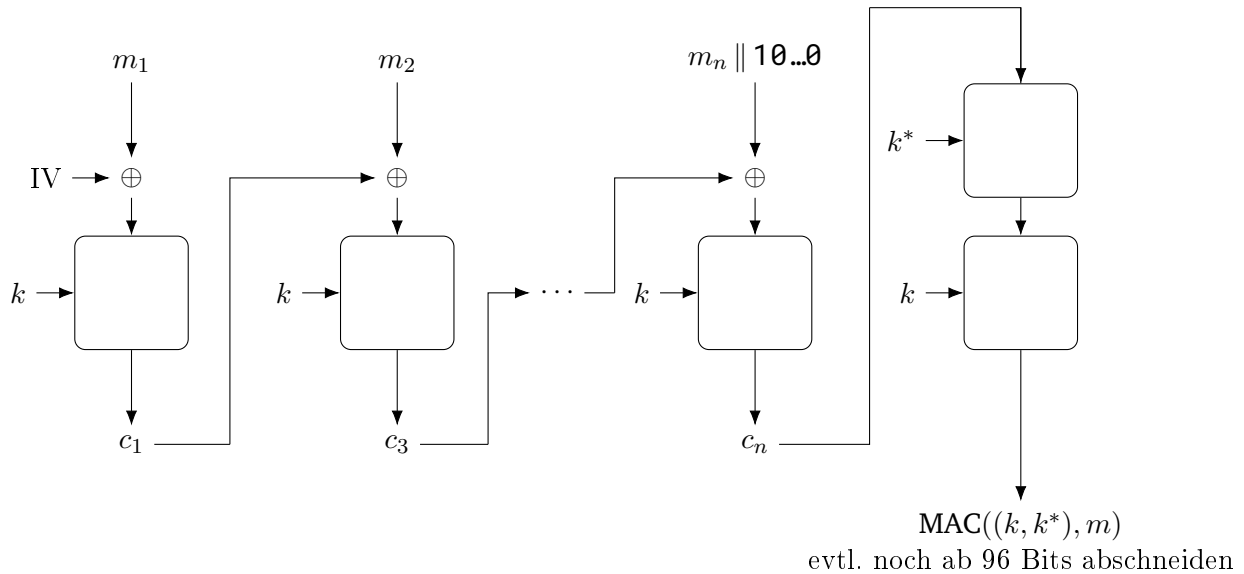 m₁ m₂ mₙ ∥ 10…0
k*
IV ⊕ ⊕ ⊕
k k ⋯ k k
c₁ c₃ cₙ
MAC((k, k*), m)
evtl. noch ab 96 Bits abschneiden